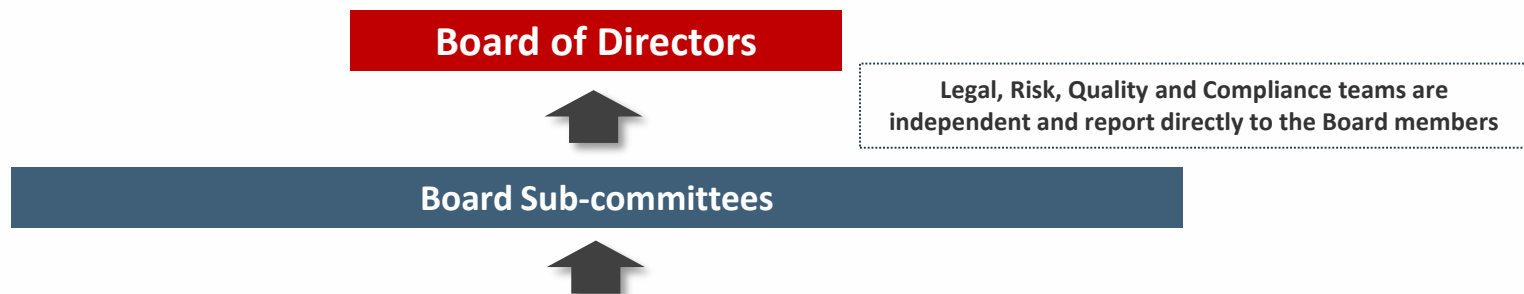 Board of Directors
Legal, Risk, Quality and Compliance teams are
independent and report directly to the Board members
Board Sub-committees